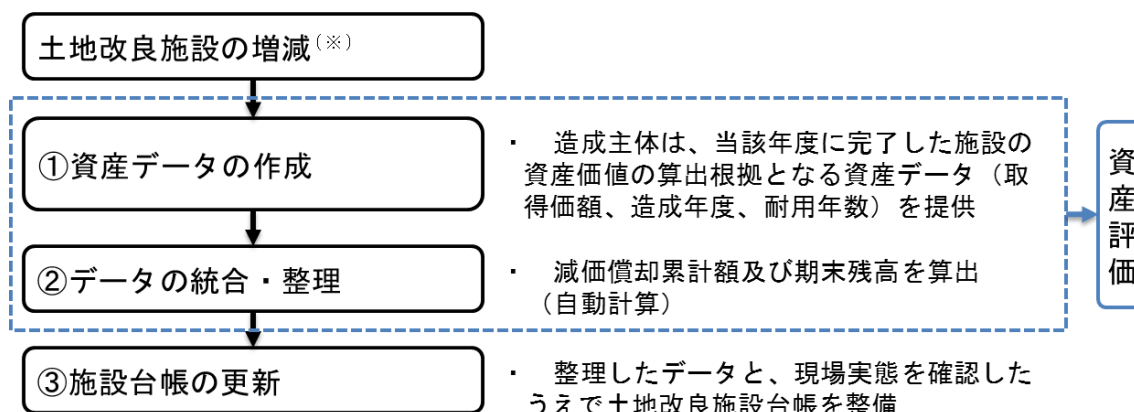 土地改良施設の増減(※)
①資産データの作成
・ 造成主体は、当該年度に完了した施設の
資産価値の算出根拠となる資産データ（取
得価額、造成年度、耐用年数）を提供
②データの統合・整理
・ 減価償却累計額及び期末残高を算出
（自動計算）
資
産
評
価
③施設台帳の更新
・ 整理したデータと、現場実態を確認した
うえで土地改良施設台帳を整備